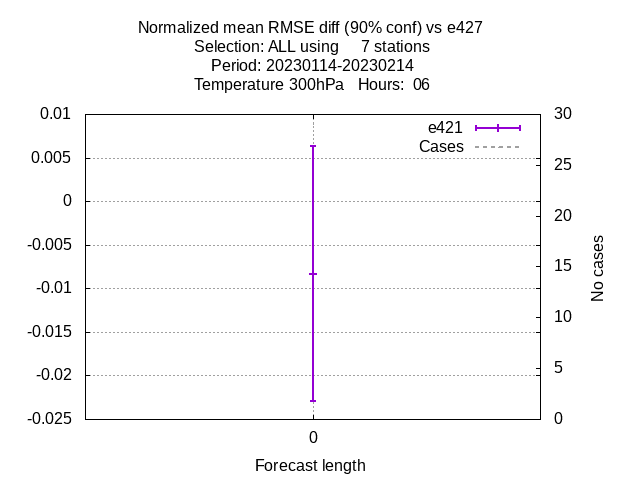 Normalized mean RMSE diff (90% conf) vs e427
Selection: ALL using     7 stations
Period: 20230114-20230214
Temperature 300hPa   Hours:  06
0.01
0.005
0
-0.005
-0.01
-0.015
-0.02
-0.025
30
25
20
15
10
5
0
e421
Cases
No cases
0
Forecast length